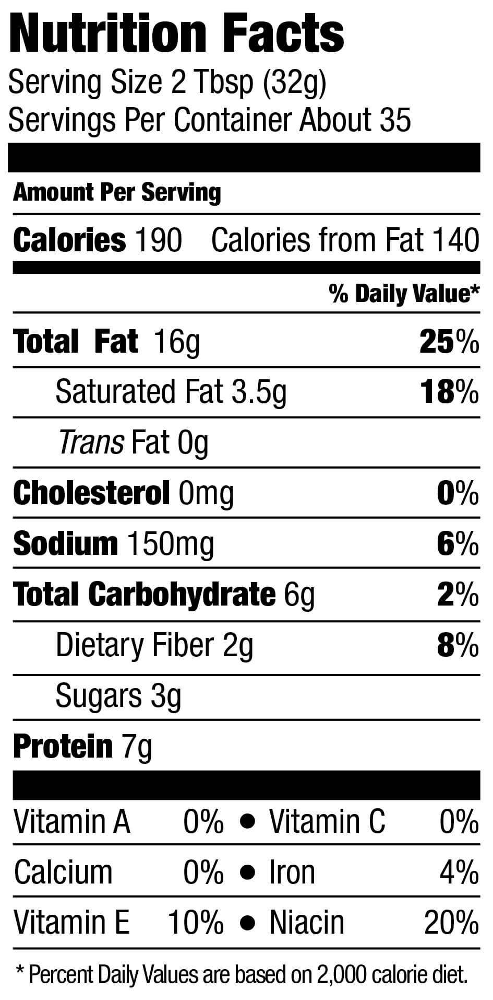 Nutrition Facts
Serving Size 2 Tbsp (32g)
Servings Per Container About 35
Amount Per Serving
Calories 190 Calories from Fat 140
% Daily Value*
Total Fat 16g 25%
Saturated Fat 3.5g 18%
Trans Fat 0g
Cholesterol 0mg 0%
Sodium 150mg 6%
Total Carbohydrate 6g 2%
Dietary Fiber 2g 8%
Sugars 3g
Protein 7g
Vitamin A 0% ● Vitamin C 0%
Calcium 0% ● Iron 4%
Vitamin E 10% ● Niacin 20%
* Percent Daily Values are based on 2,000 calorie diet.